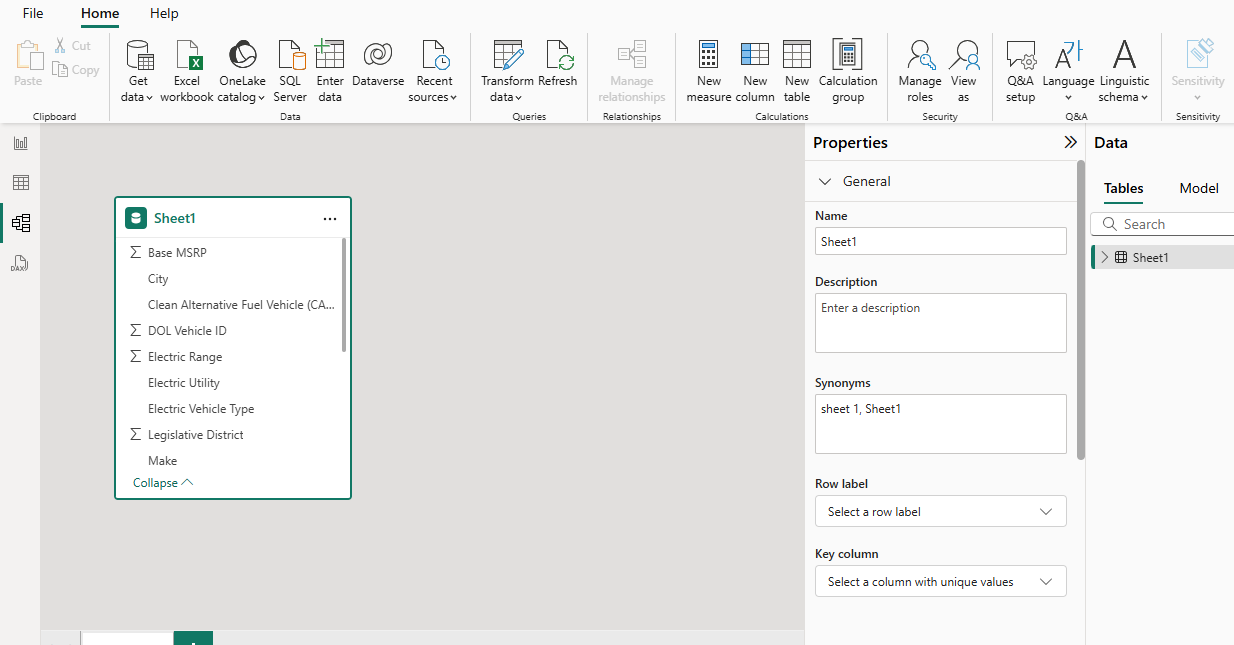 File Home Help
Paste
Cut
Copy
Clipboard
Get data
Excel workbook
OneLake catalog
SQL Server
Enter data
Dataverse
Recent sources
Data
Transform data
Refresh
Queries
Manage relationships
Relationships
New measure
New column
New table
Calculation group
Calculations
Manage roles
View as
Security
Q&A setup
Language
Linguistic schema
Q&A
Sensitivity
Sensitivity
DAX
Sheet1
Base MSRP
City
Clean Alternative Fuel Vehicle (CA...
DOL Vehicle ID
Electric Range
Electric Utility
Electric Vehicle Type
Legislative District
Make
Collapse
Properties
General
Name
Sheet1
Description
Enter a description
Synonyms
sheet 1, Sheet1
Row label
Select a row label
Key column
Select a column with unique values
Data
Tables Model
Search
Sheet1